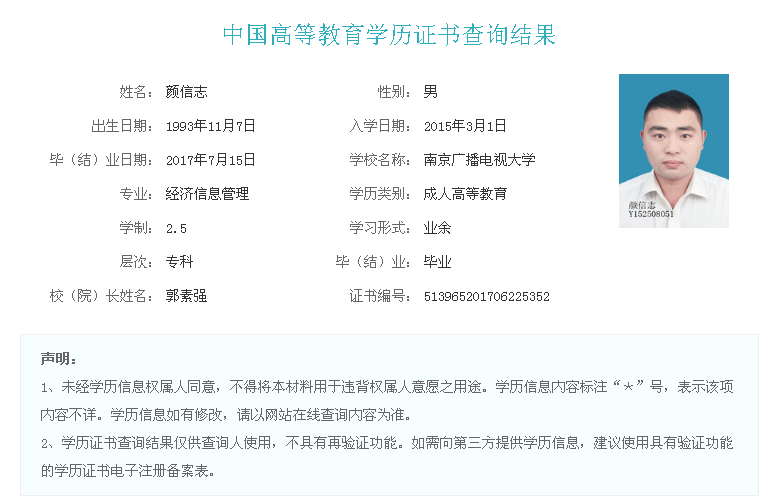 中国高等教育学历证书查询结果
姓名： 颜信志 性别： 男
出生日期： 1993年11月7日 入学日期： 2015年3月1日
毕（结）业日期： 2017年7月15日 学校名称： 南京广播电视大学
专业： 经济信息管理 学历类别： 成人高等教育
学制： 2.5 学习形式： 业余
层次： 专科 毕（结）业： 毕业
校（院）长姓名： 郭素强 证书编号： 513965201706225352
颜信志
Y152508051
声明：
1、未经学历信息权属人同意，不得将本材料用于违背权属人意愿之用途。学历信息内容标注“＊”号，表示该项
内容不详。学历信息如有修改，请以网站在线查询内容为准。
2、学历证书查询结果仅供查询人使用，不具有再验证功能。如需向第三方提供学历信息，建议使用具有验证功能
的学历证书电子注册备案表。